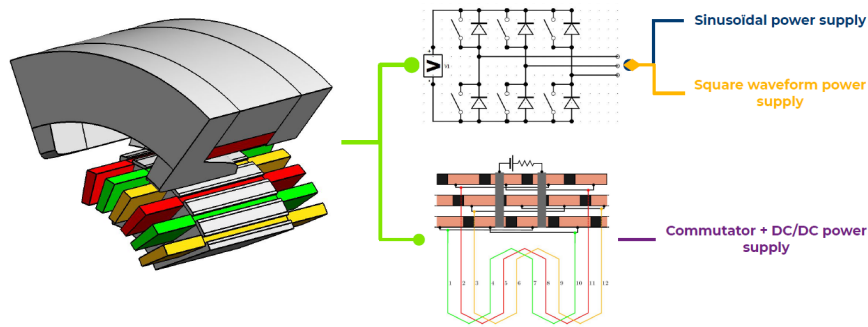 Sinusoïdal power supply
V
Vi
Square waveform power
supply
Commutator + DC/DC power
supply
1 2 3 4 5 6 7 8 9 10 11 12